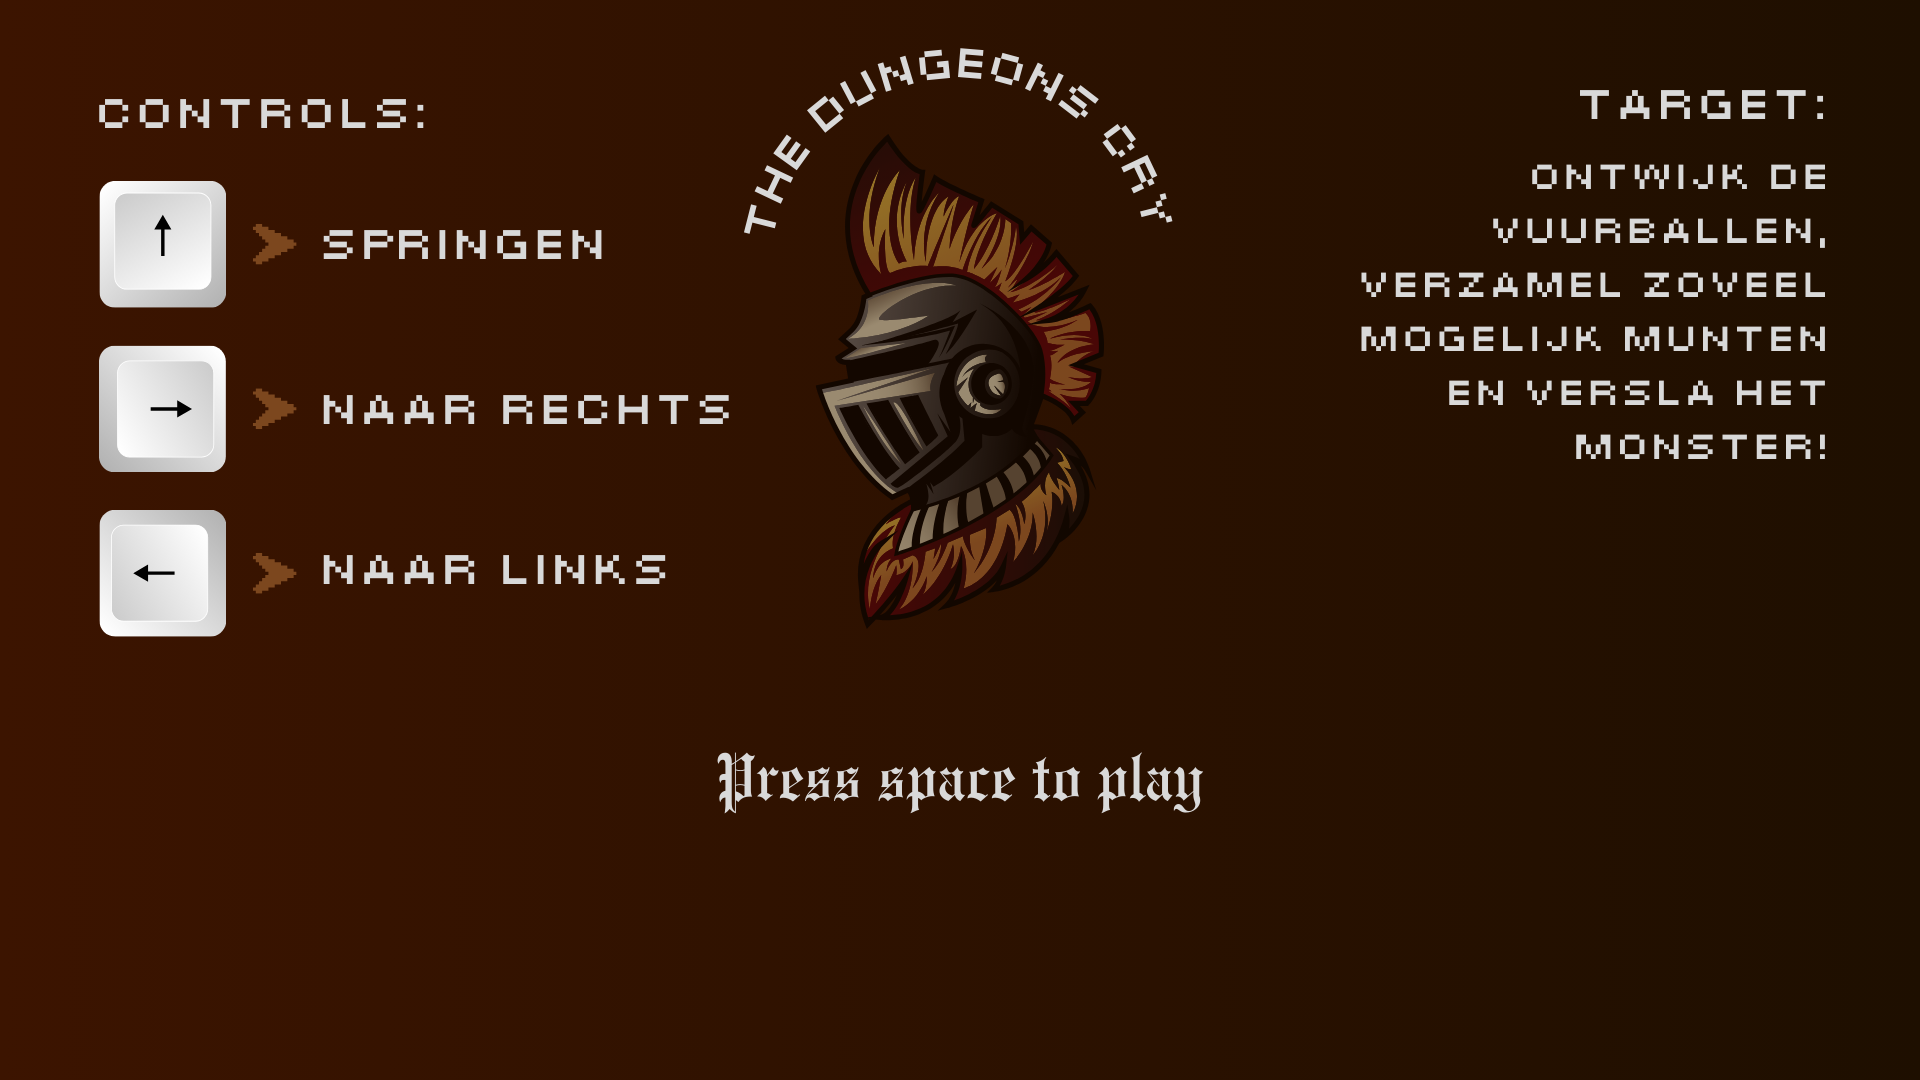 THE DUNGEONS CRY
CONTROLS:
SPRINGEN
NAAR RECHTS
NAAR LINKS
TARGET:
ONTWIJK DE
VUURBALLEN,
VERZAMEL ZOVEEL
MOGELIJK MUNTEN
EN VERSLA HET
MONSTER!
Press space to play